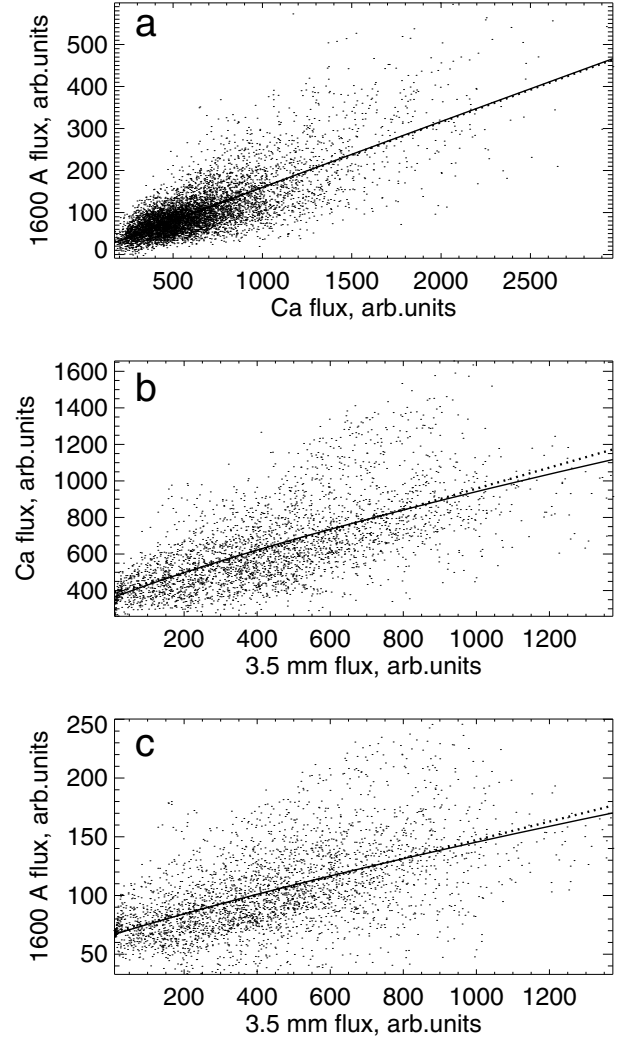 a
500
400
300
200
100
0
1600 A flux, arb.units
500 1000 1500 2000 2500
Ca flux, arb.units
b
1600
1400
1200
1000
800
600
400
Ca flux, arb.units
200 400 600 800 1000 1200
3.5 mm flux, arb.units
c
250
200
150
100
50
1600 A flux, arb.units
200 400 600 800 1000 1200
3.5 mm flux, arb.units